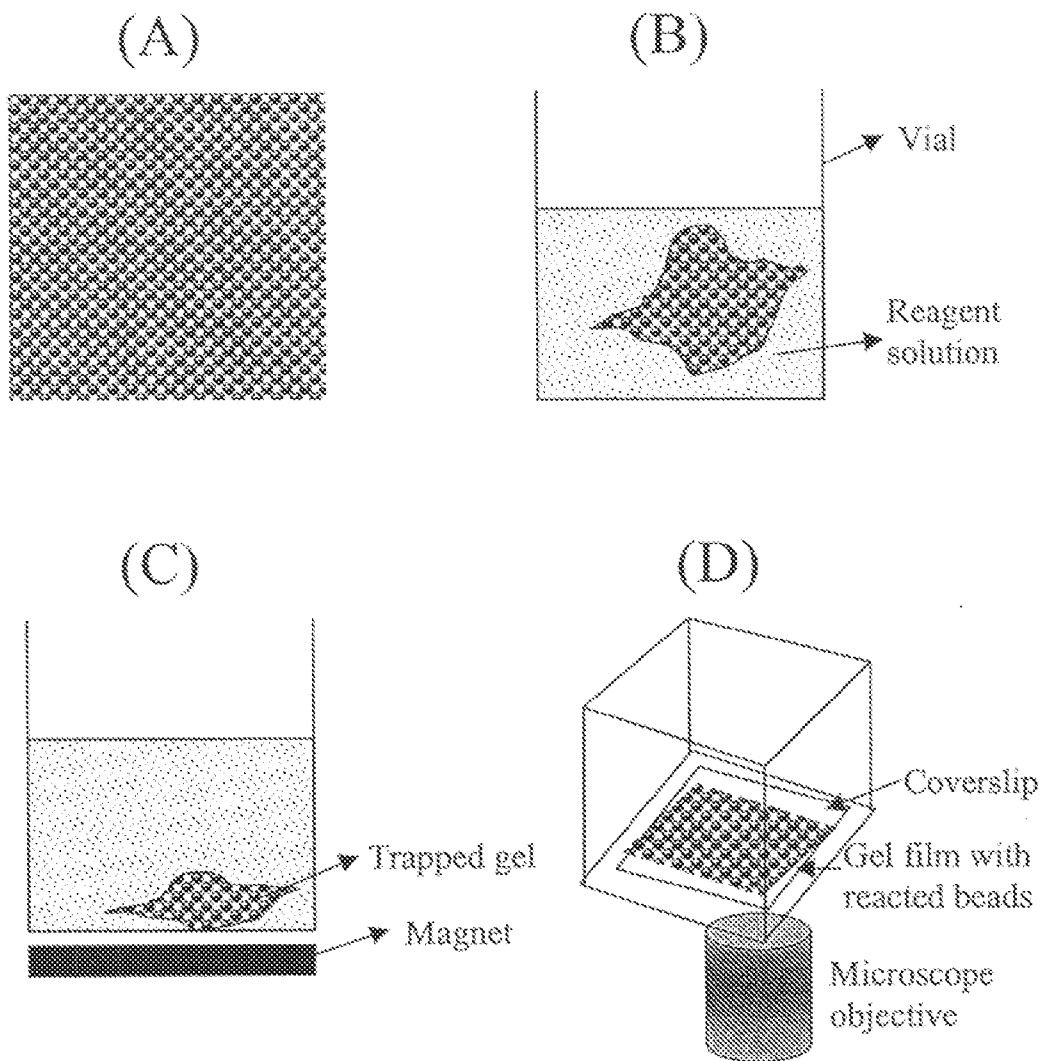 (A)
(B)
Vial
Reagent
solution
(C)
(D)
Trapped gel
Magnet
Coverslip
Gel film with
reacted beads
Microscope
objective